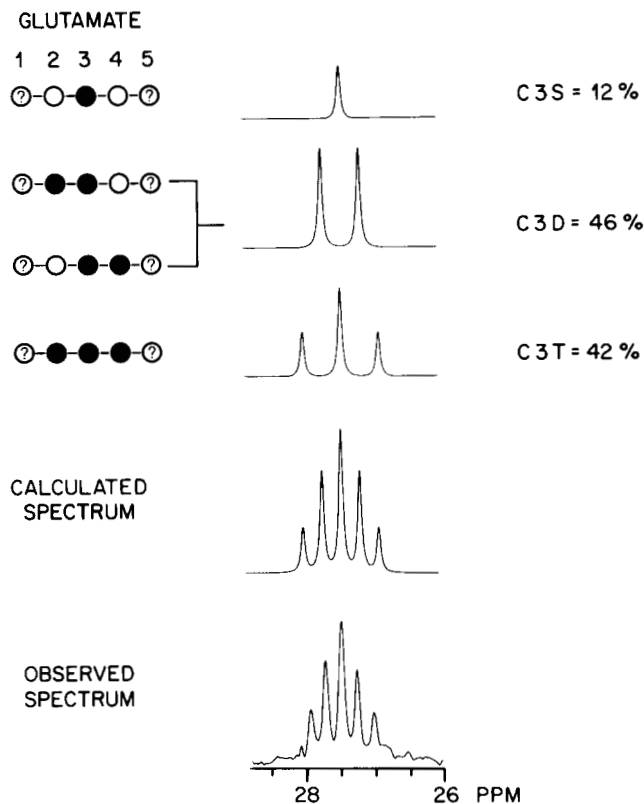 GLUTAMATE
1 2 3 4 5
? ?
C3S = 12%
? ?
C3D = 46%
? ?
? ?
C3T = 42%
CALCULATED
SPECTRUM
OBSERVED
SPECTRUM
28 26 PPM